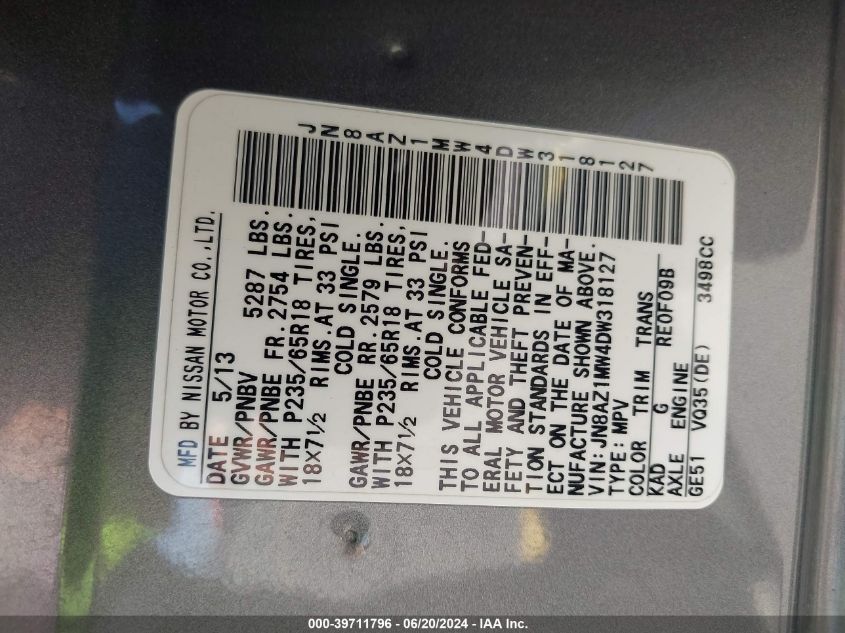 JN8AZ1MW4DW318127
MFD BY NISSAN MOTOR CO.,LTD.
DATE 5/13
GVWR/PNBV 5287 LBS.
GAWR/PNBE FR. 2754 LBS.
WITH P235/65R18 TIRES,
18X7½ RIMS.AT 33 PSI
COLD SINGLE.
GAWR/PNBE RR. 2579 LBS.
WITH P235/65R18 TIRES,
18X7½ RIMS.AT 33 PSI
COLD SINGLE.
THIS VEHICLE CONFORMS
TO ALL APPLICABLE FED-
ERAL MOTOR VEHICLE SA-
FETY AND THEFT PREVEN-
TION STANDARDS IN EFF-
ECT ON THE DATE OF MA-
NUFACTURE SHOWN ABOVE.
VIN: JN8AZ1MW4DW318127
TYPE: MPV
COLOR TRIM TRANS
KAD G RE0F09B
AXLE ENGINE
GE51 VQ35(DE) 3498CC
000-39711796 - 06/20/2024 - IAA Inc.